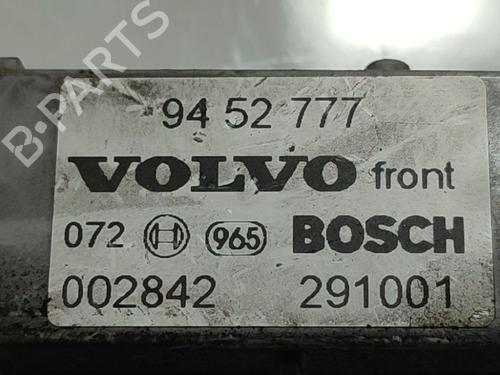 B-PARTS
94 52 777
VOLVO front
072 965 BOSCH
002842 291001